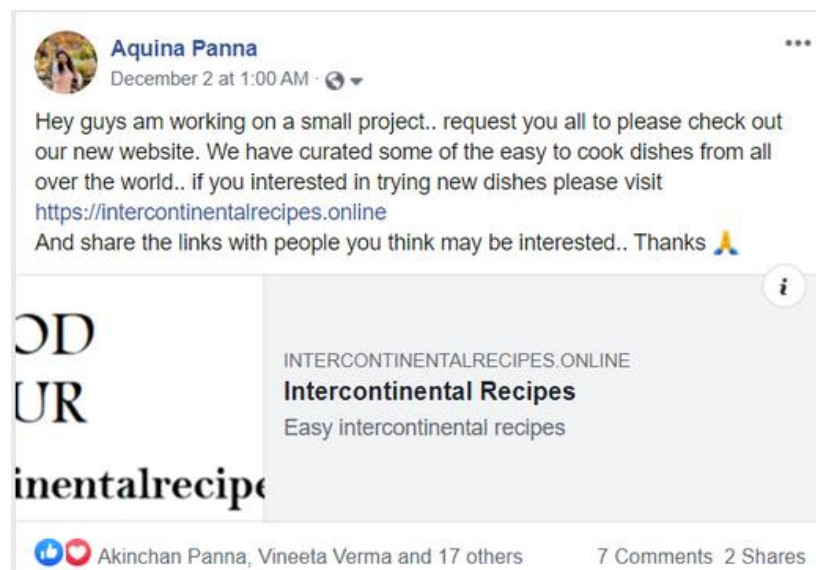 Aquina Panna
December 2 at 1:00 AM ·
Hey guys am working on a small project.. request you all to please check out
our new website. We have curated some of the easy to cook dishes from all
over the world.. if you interested in trying new dishes please visit
https://intercontinentalrecipes.online
And share the links with people you think may be interested.. Thanks 🙏
i
OD
UR
inentalrecipe
INTERCONTINENTALRECIPES.ONLINE
Intercontinental Recipes
Easy intercontinental recipes
Akinchan Panna, Vineeta Verma and 17 others 7 Comments 2 Shares